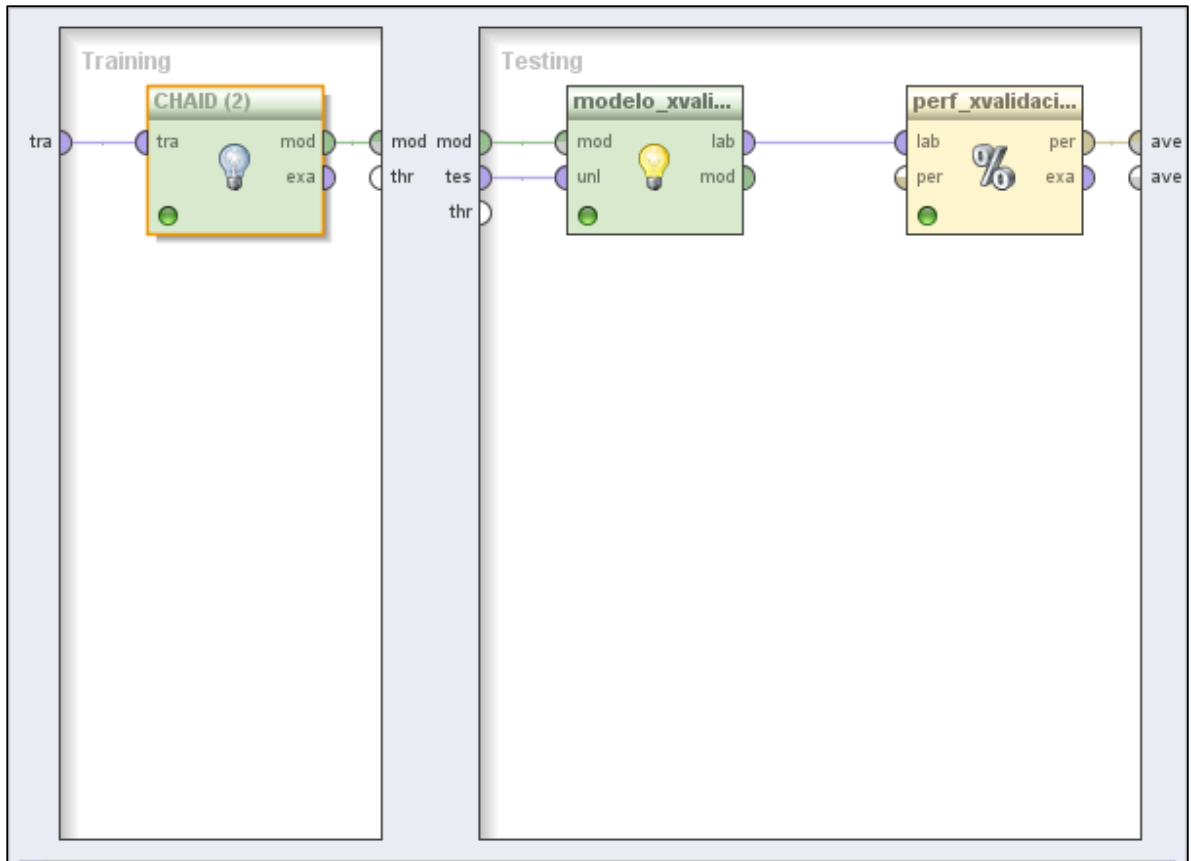 Training
Testing
CHAID (2)
modelo_xvali...
perf_xvalidaci...
tra
tra
mod
mod
mod
mod
lab
lab
per
ave
exa
thr
tes
unl
mod
per
exa
ave
thr